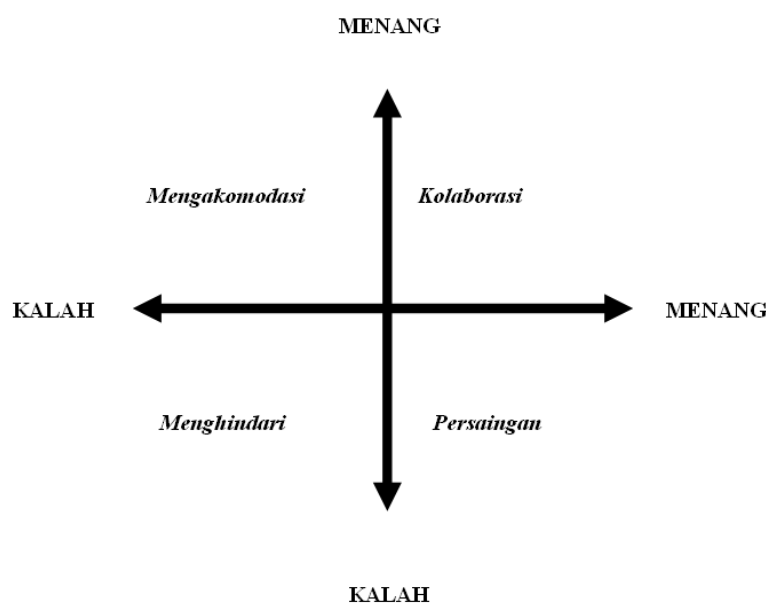 MENANG
Mengakomodasi
Kolaborasi
KALAH
MENANG
Menghindari
Persaingan
KALAH